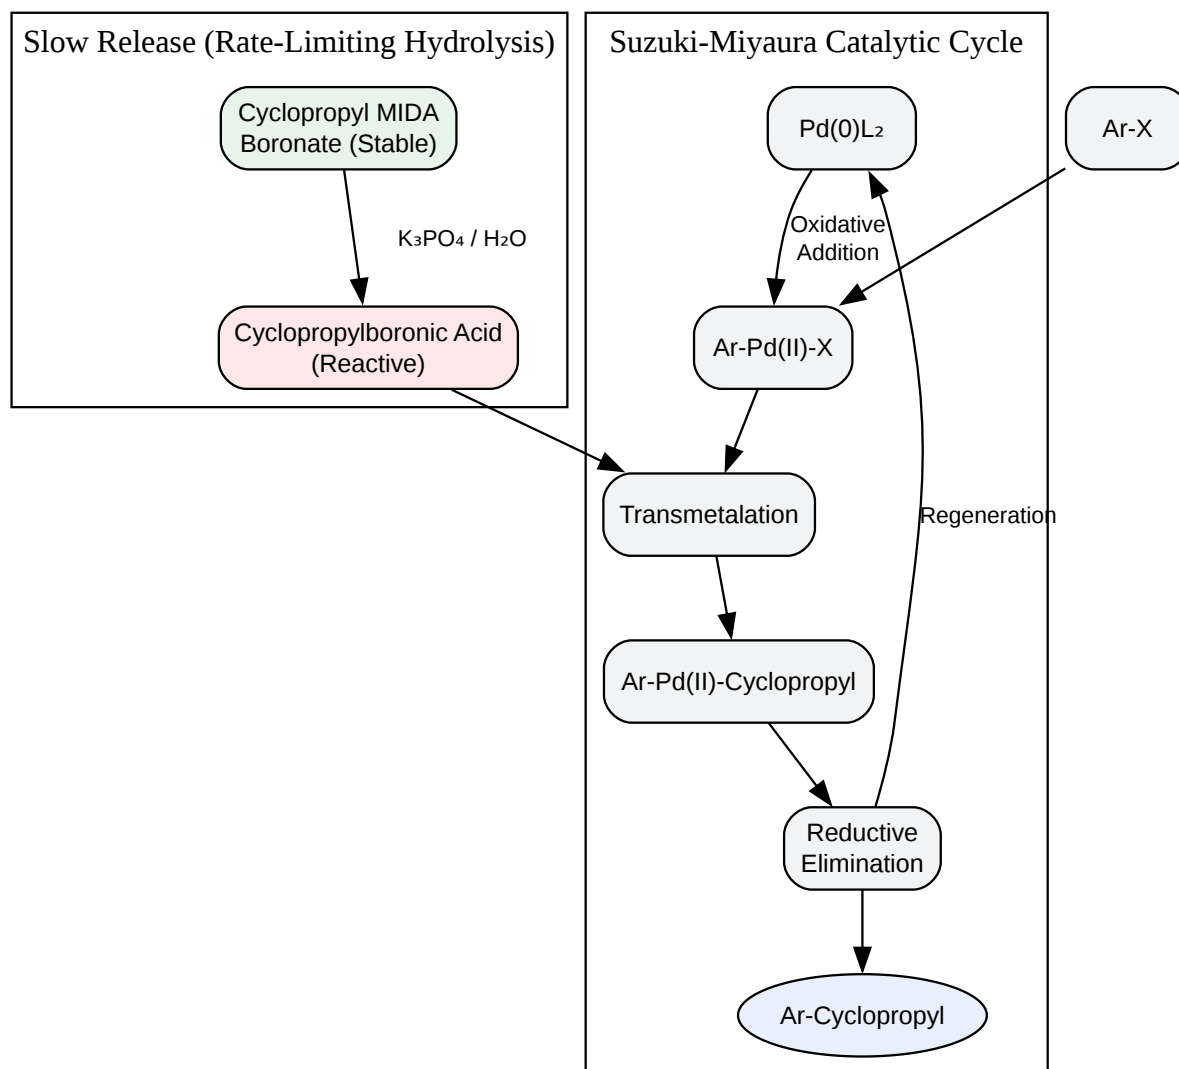 Slow Release (Rate-Limiting Hydrolysis)
Cyclopropyl MIDA
Boronate (Stable)
K₃PO₄ / H₂O
Cyclopropylboronic Acid
(Reactive)
Suzuki-Miyaura Catalytic Cycle
Pd(0)L₂
Ar-X
Oxidative
Addition
Ar-Pd(II)-X
Transmetalation
Regeneration
Ar-Pd(II)-Cyclopropyl
Reductive
Elimination
Ar-Cyclopropyl